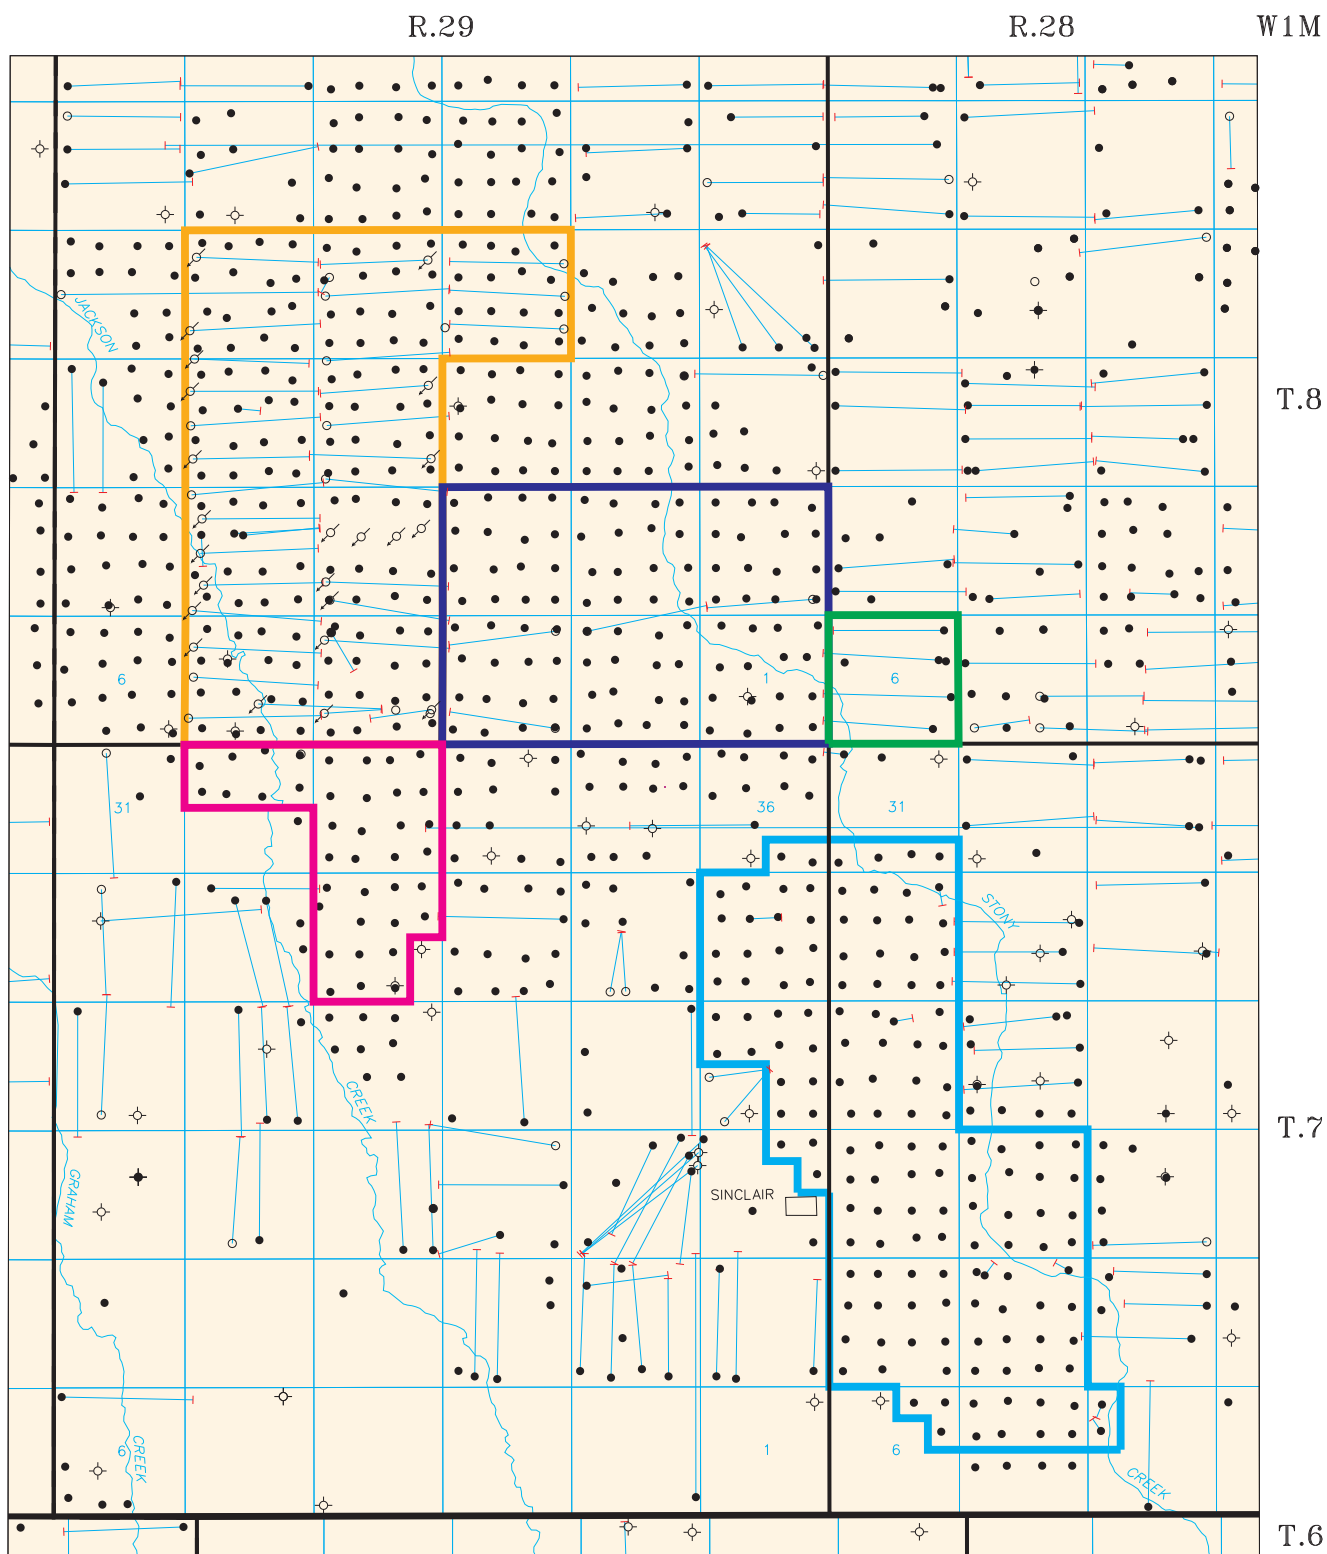 R.29 R.28 W1M
JACKSON
T.8
6 1 6
31 36 31
STONY
CREEK
T.7
GRAHAM
SINCLAIR
6 CREEK 1 6
CREEK
T.6